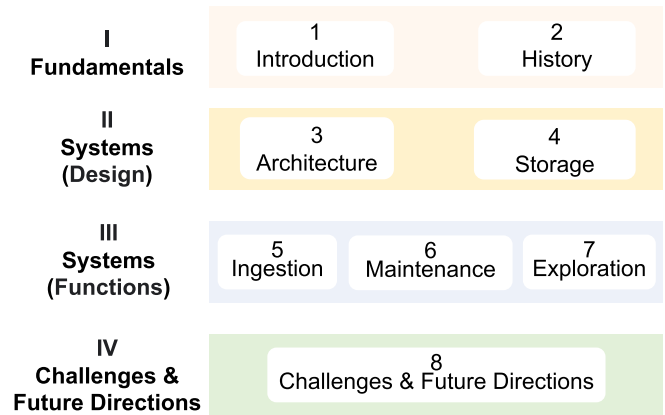 I
Fundamentals
1
Introduction
2
History
II
Systems
(Design)
3
Architecture
4
Storage
III
Systems
(Functions)
5
Ingestion
6
Maintenance
7
Exploration
IV
Challenges &
Future Directions
8
Challenges & Future Directions